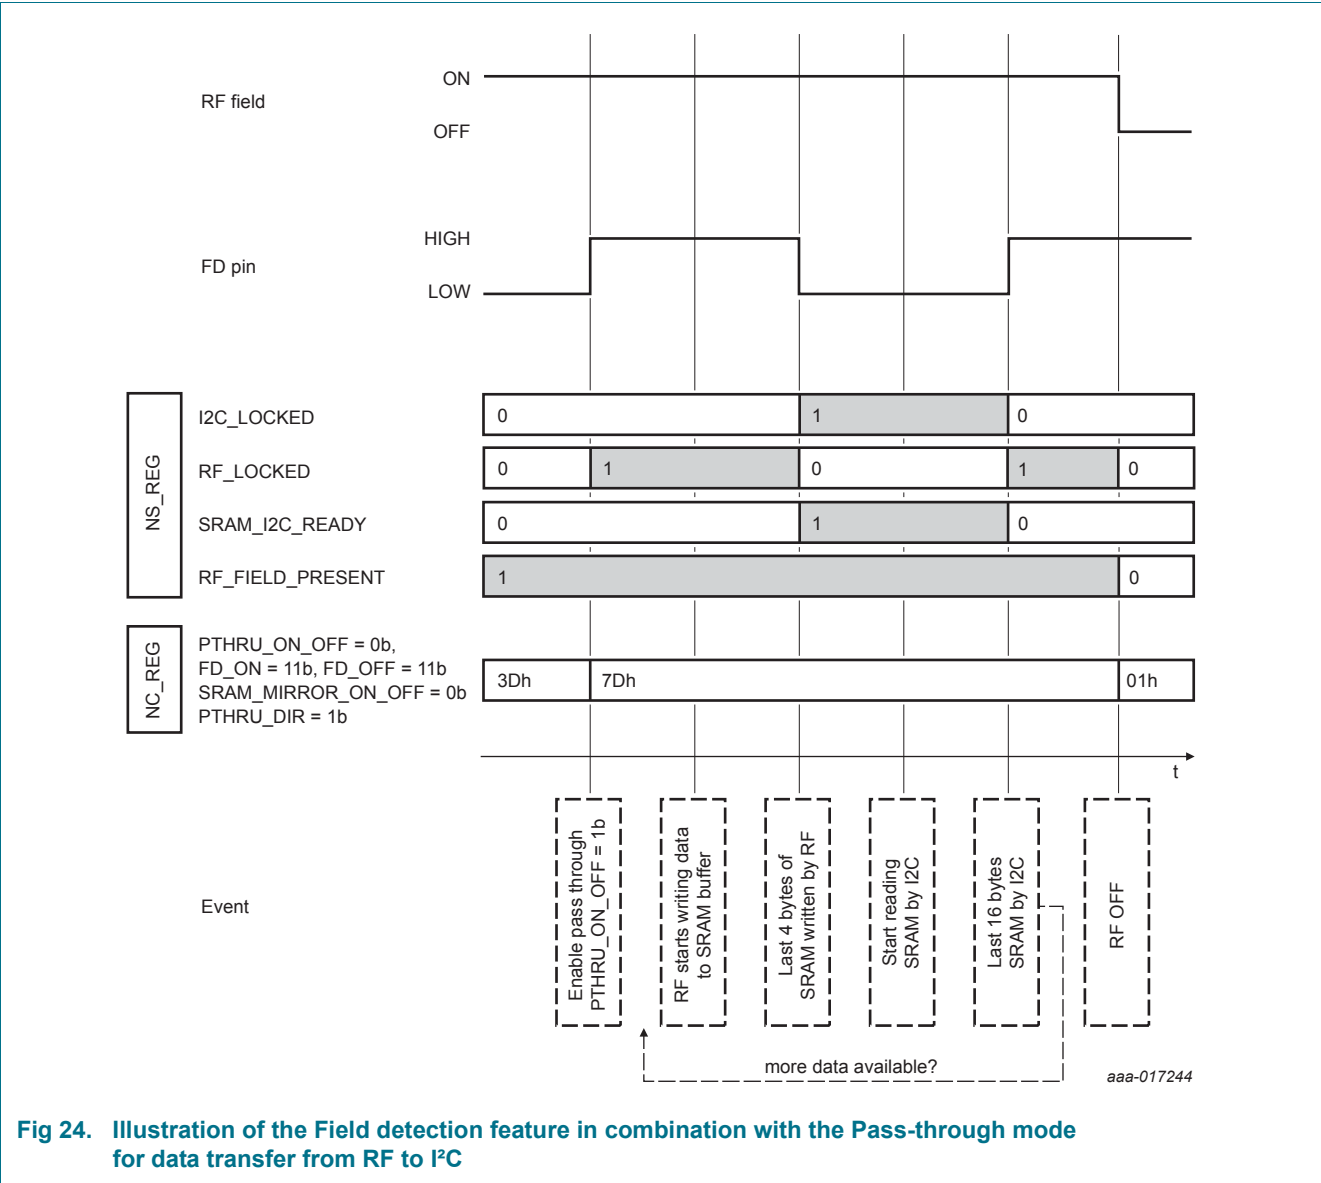 ON
RF field
OFF
HIGH
FD pin
LOW
NS_REG
I2C_LOCKED
0
1
0
RF_LOCKED
0
1
0
1
0
SRAM_I2C_READY
0
1
0
RF_FIELD_PRESENT
1
0
NC_REG
PTHRU_ON_OFF = 0b,
FD_ON = 11b, FD_OFF = 11b
SRAM_MIRROR_ON_OFF = 0b
PTHRU_DIR = 1b
3Dh
7Dh
01h
t
Event
Enable pass through
PTHRU_ON_OFF = 1b
RF starts writing data
to SRAM buffer
Last 4 bytes of
SRAM written by RF
Start reading
SRAM by I2C
Last 16 bytes
SRAM by I2C
RF OFF
more data available?
aaa-017244
Fig 24. Illustration of the Field detection feature in combination with the Pass-through mode
for data transfer from RF to I²C